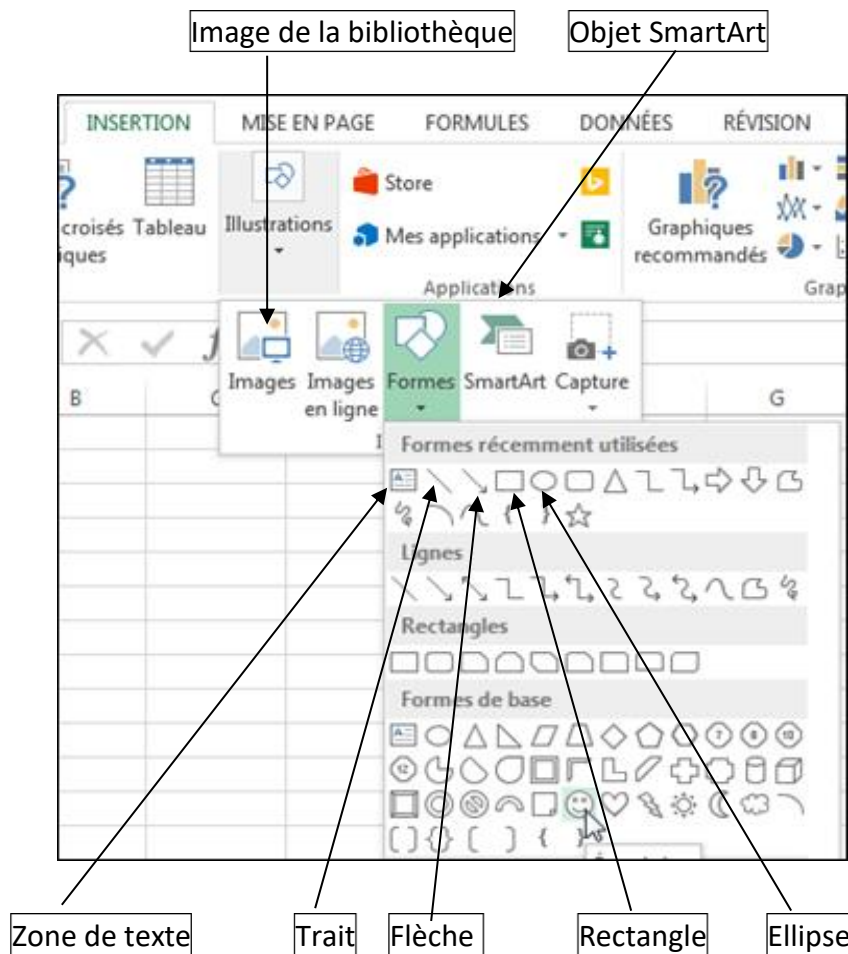 Image de la bibliothèque Objet SmartArt
INSERTION MISE EN PAGE FORMULES DONNÉES RÉVISION
croisés Tableau Illustrations Store Graphiques
iques Mes applications recommandés
Applications Grap
Images Images Formes SmartArt Capture
en ligne
B G
Formes récemment utilisées
Lignes
Rectangles
Formes de base
Zone de texte Trait Flèche Rectangle Ellipse